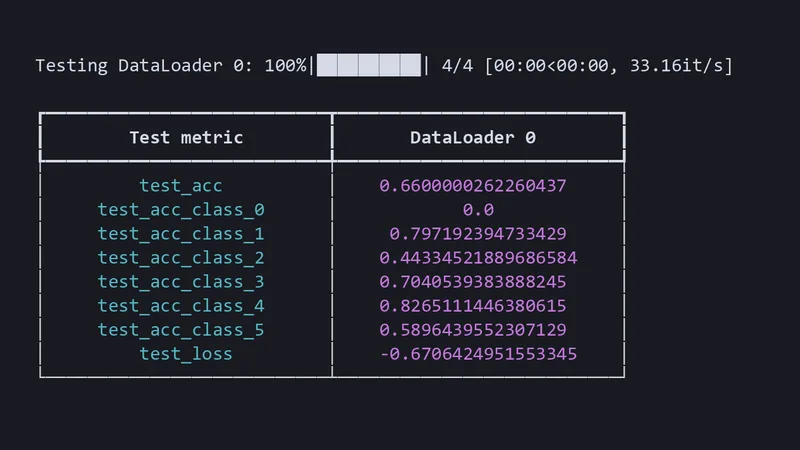 Testing DataLoader 0: 100%|██████████| 4/4 [00:00<00:00, 33.16it/s]
Test metric DataLoader 0
test_acc 0.6600000262260437
test_acc_class_0 0.0
test_acc_class_1 0.797192394733429
test_acc_class_2 0.44334521889686584
test_acc_class_3 0.7040539383888245
test_acc_class_4 0.8265111446380615
test_acc_class_5 0.5896439552307129
test_loss -0.6706424951553345